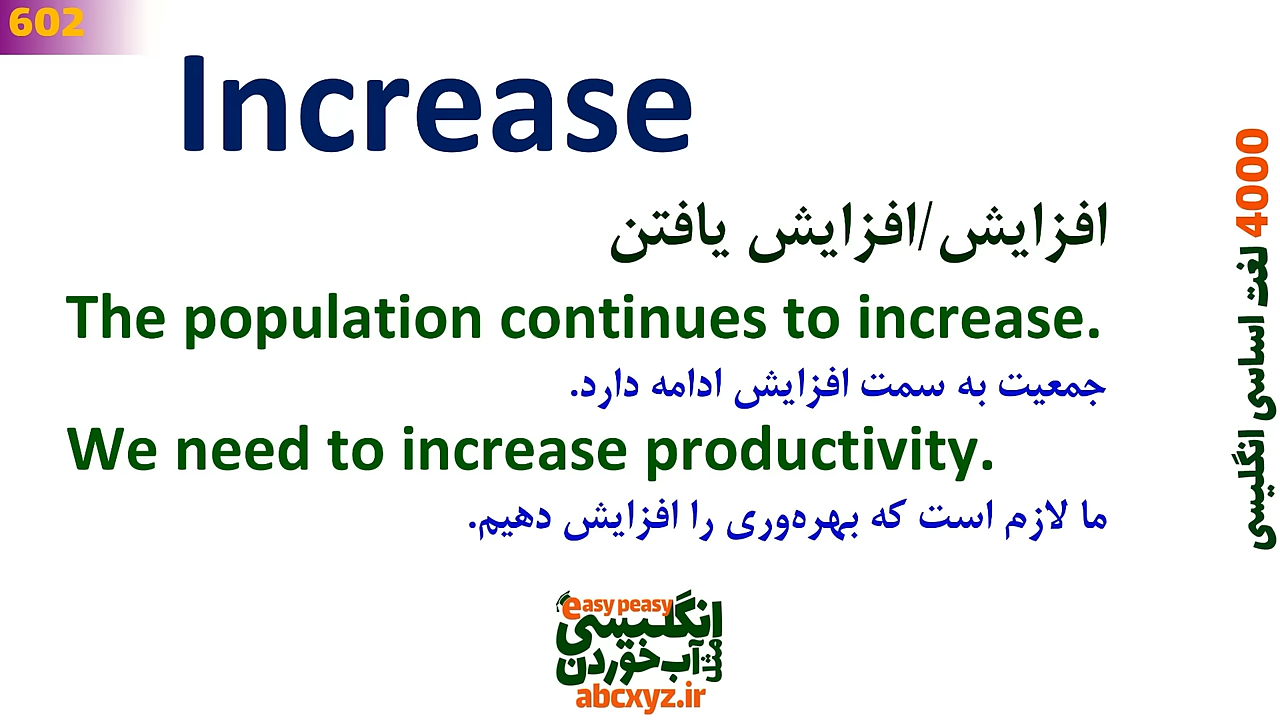 602
Increase
افزایش/افزایش یافتن
The population continues to increase.
جمعیت به سمت افزایش ادامه دارد.
We need to increase productivity.
ما لازم است که بهره‌وری را افزایش دهیم.
4000 لغت اساسی انگلیسی
easy peasy
انگلیسی
مثل آب خوردن
abcxyz.ir